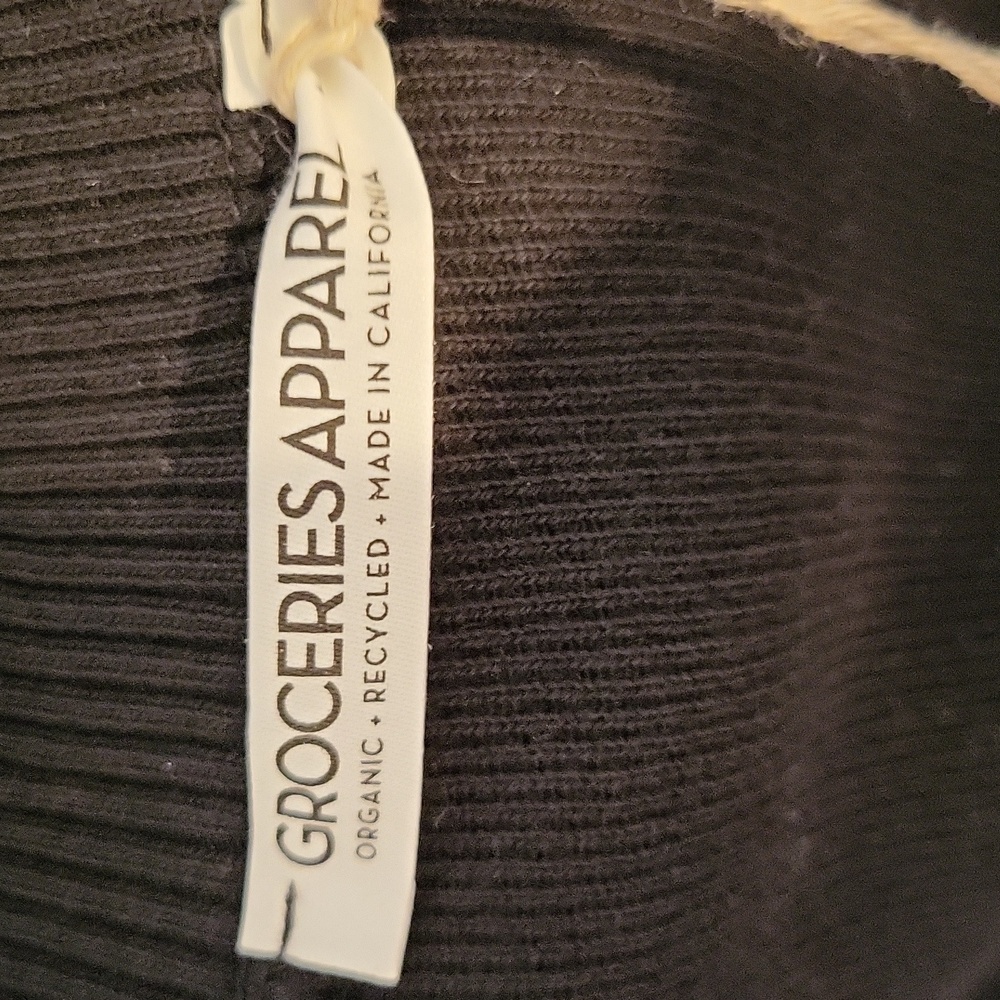 GROCERIES APPAREL
ORGANIC + RECYCLED + MADE IN CALIFORNIA